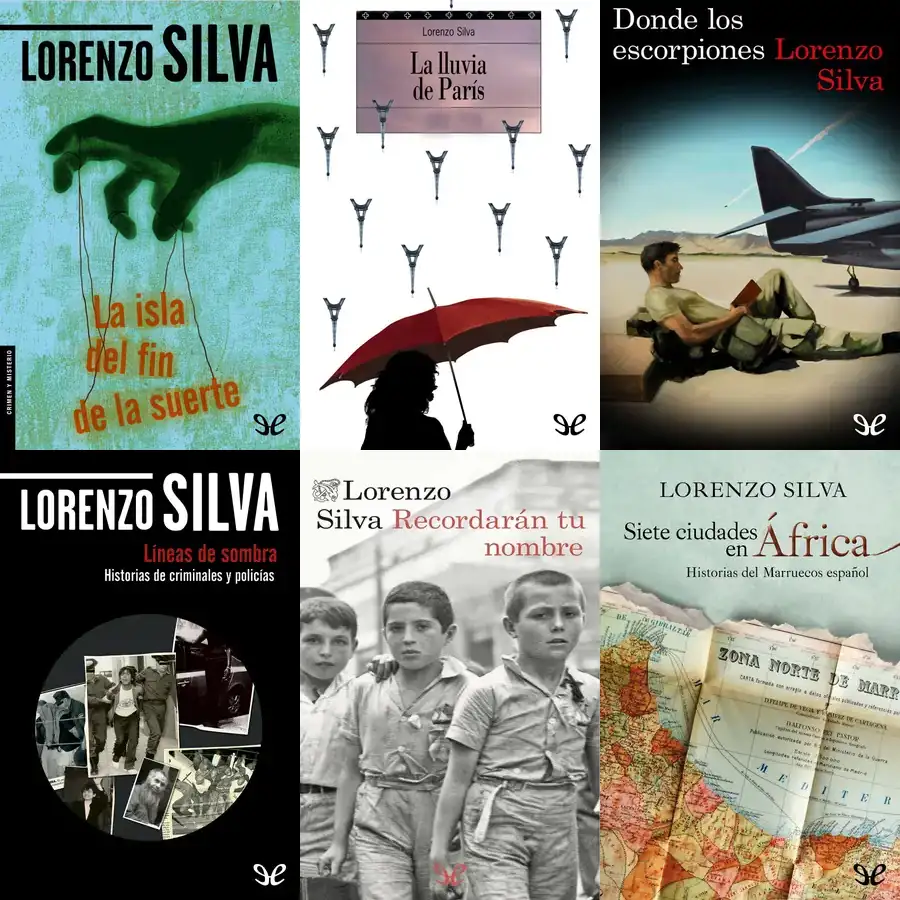 LORENZO SILVA
La isla
del fin
de la suerte
CRIMEN Y MISTERIO
Lorenzo Silva
La lluvia
de París
Donde los
escorpiones Lorenzo
Silva
LORENZO SILVA
Líneas de sombra
Historias de criminales y policías
Lorenzo
Silva Recordarán tu
nombre
LORENZO SILVA
Siete ciudades
en África
Historias del Marruecos español
DE GIBRALTAR
ZONA NORTE DE MARR
MAR
MEDITER